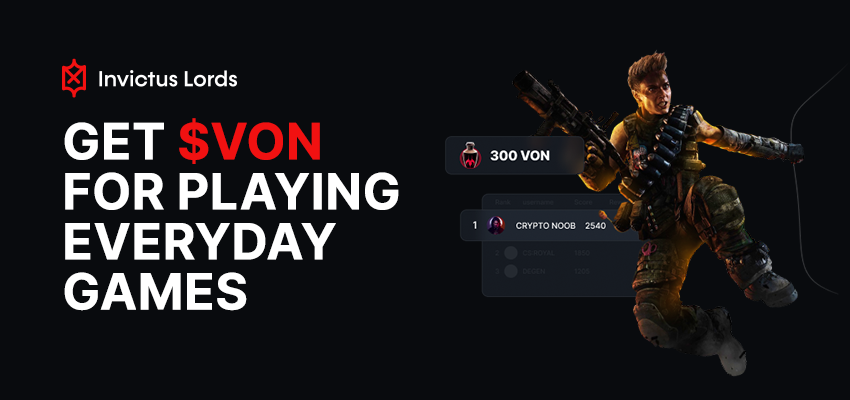 Invictus Lords
GET $VON
FOR PLAYING
EVERYDAY
GAMES
300 VON
1 CRYPTO NOOB 2540